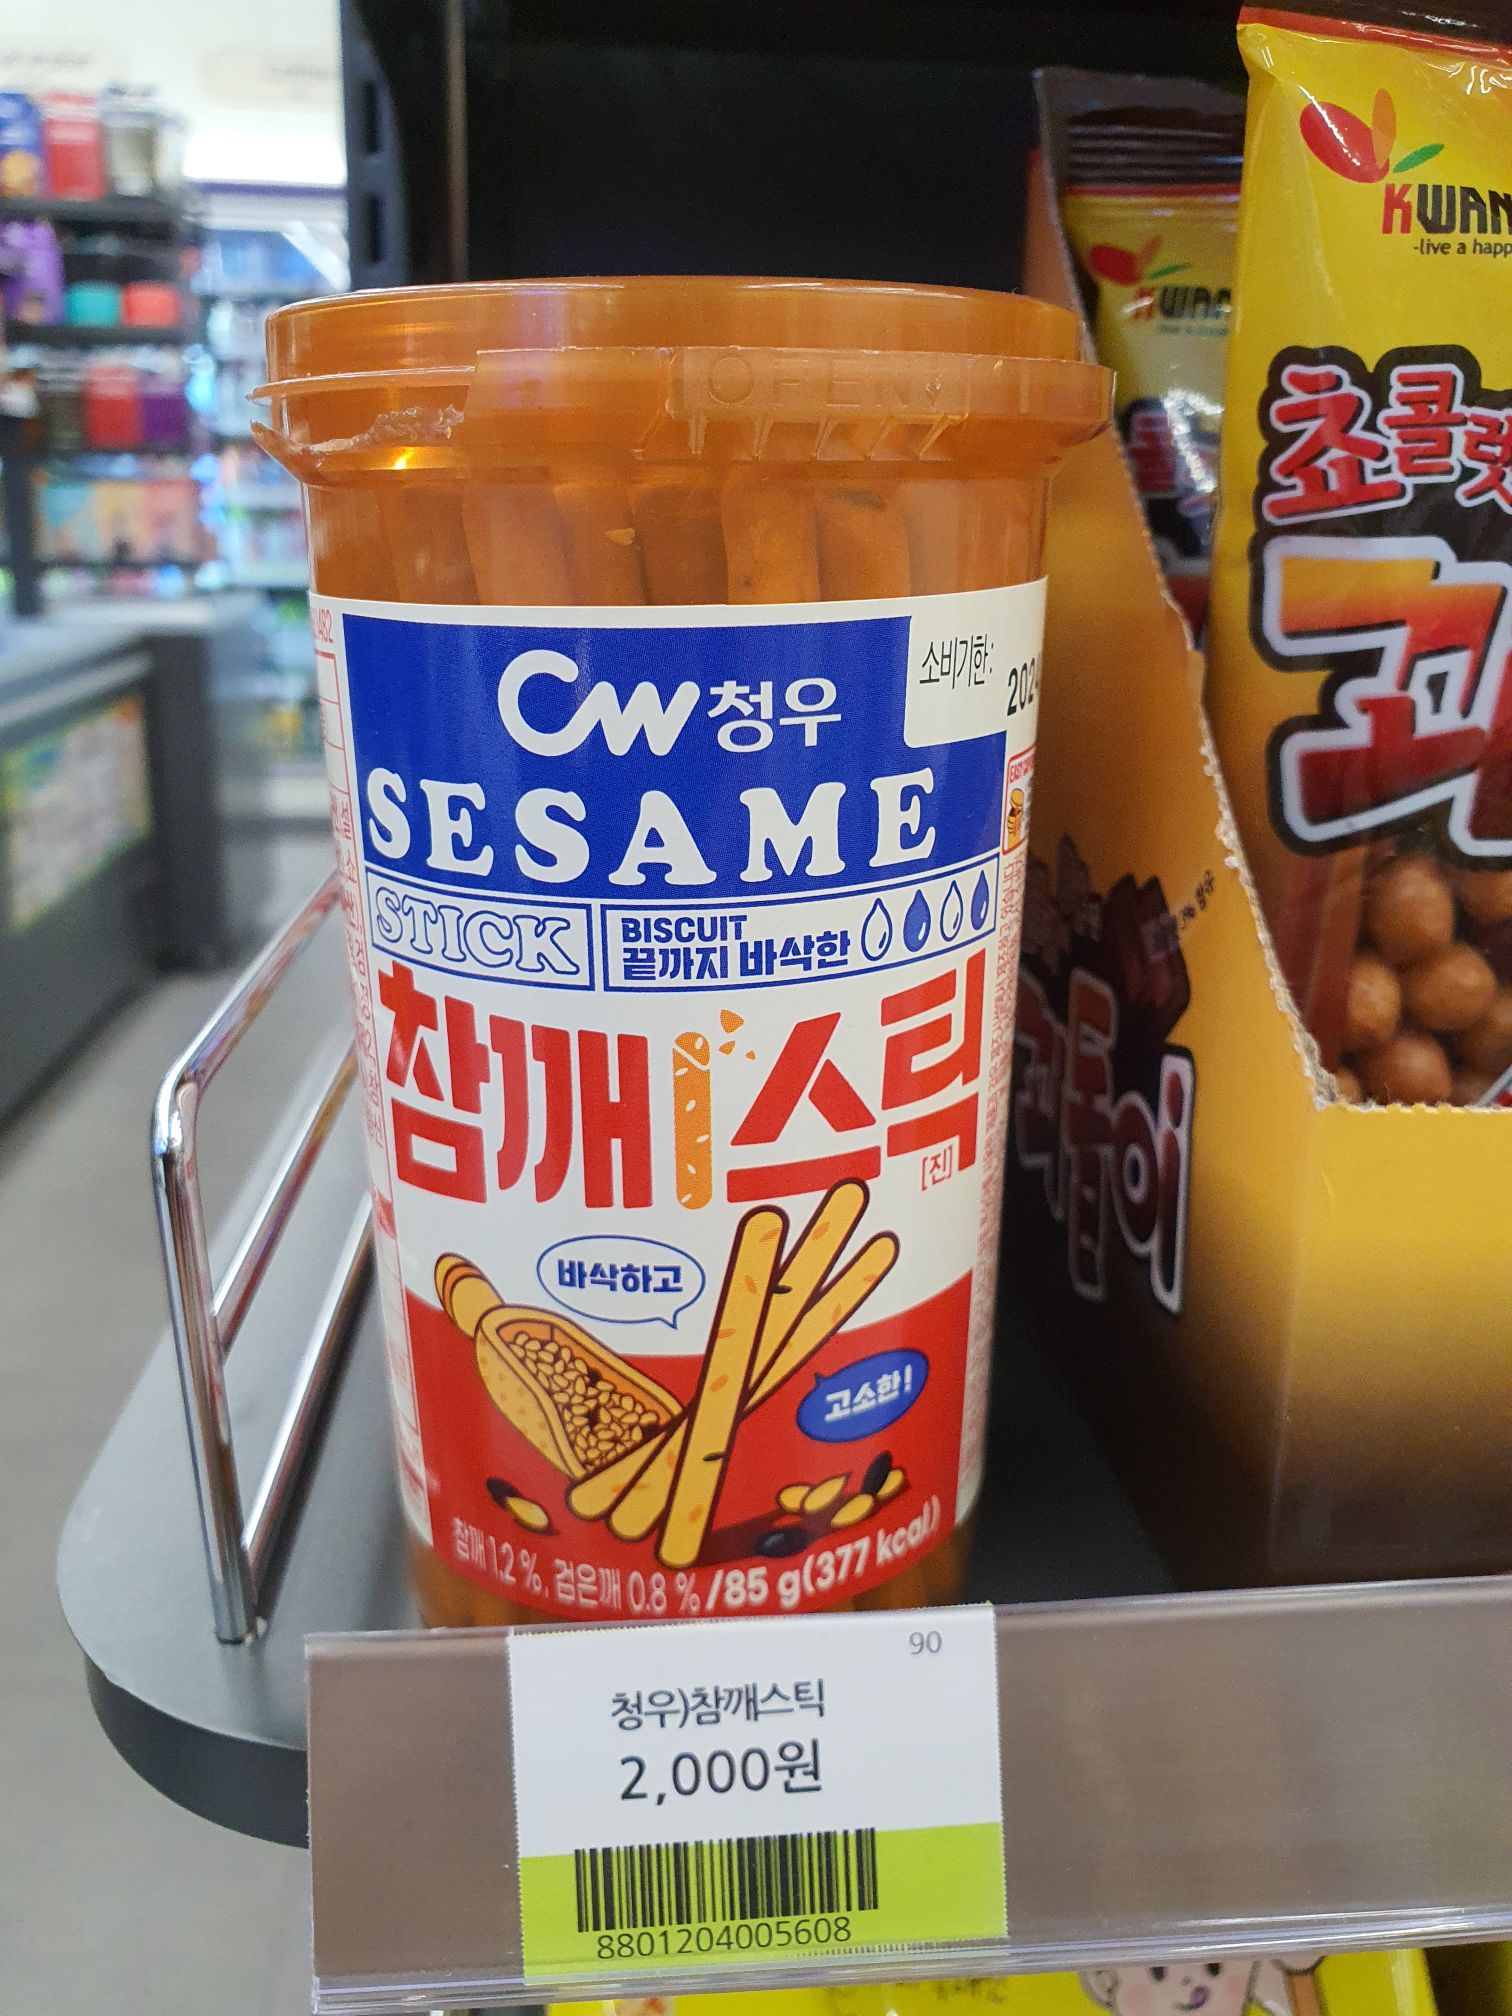 OPEN
CW청우
소비기한:
SESAME
STICK
BISCUIT
끝까지 바삭한
참깨스틱
[진]
바삭하고
고소한!
참깨 1.2 %, 검은깨 0.8 %/85 g(377 kcal)
90
청우)참깨스틱
2,000원
8801204005608
KWAN
-live a happ
초콜릿